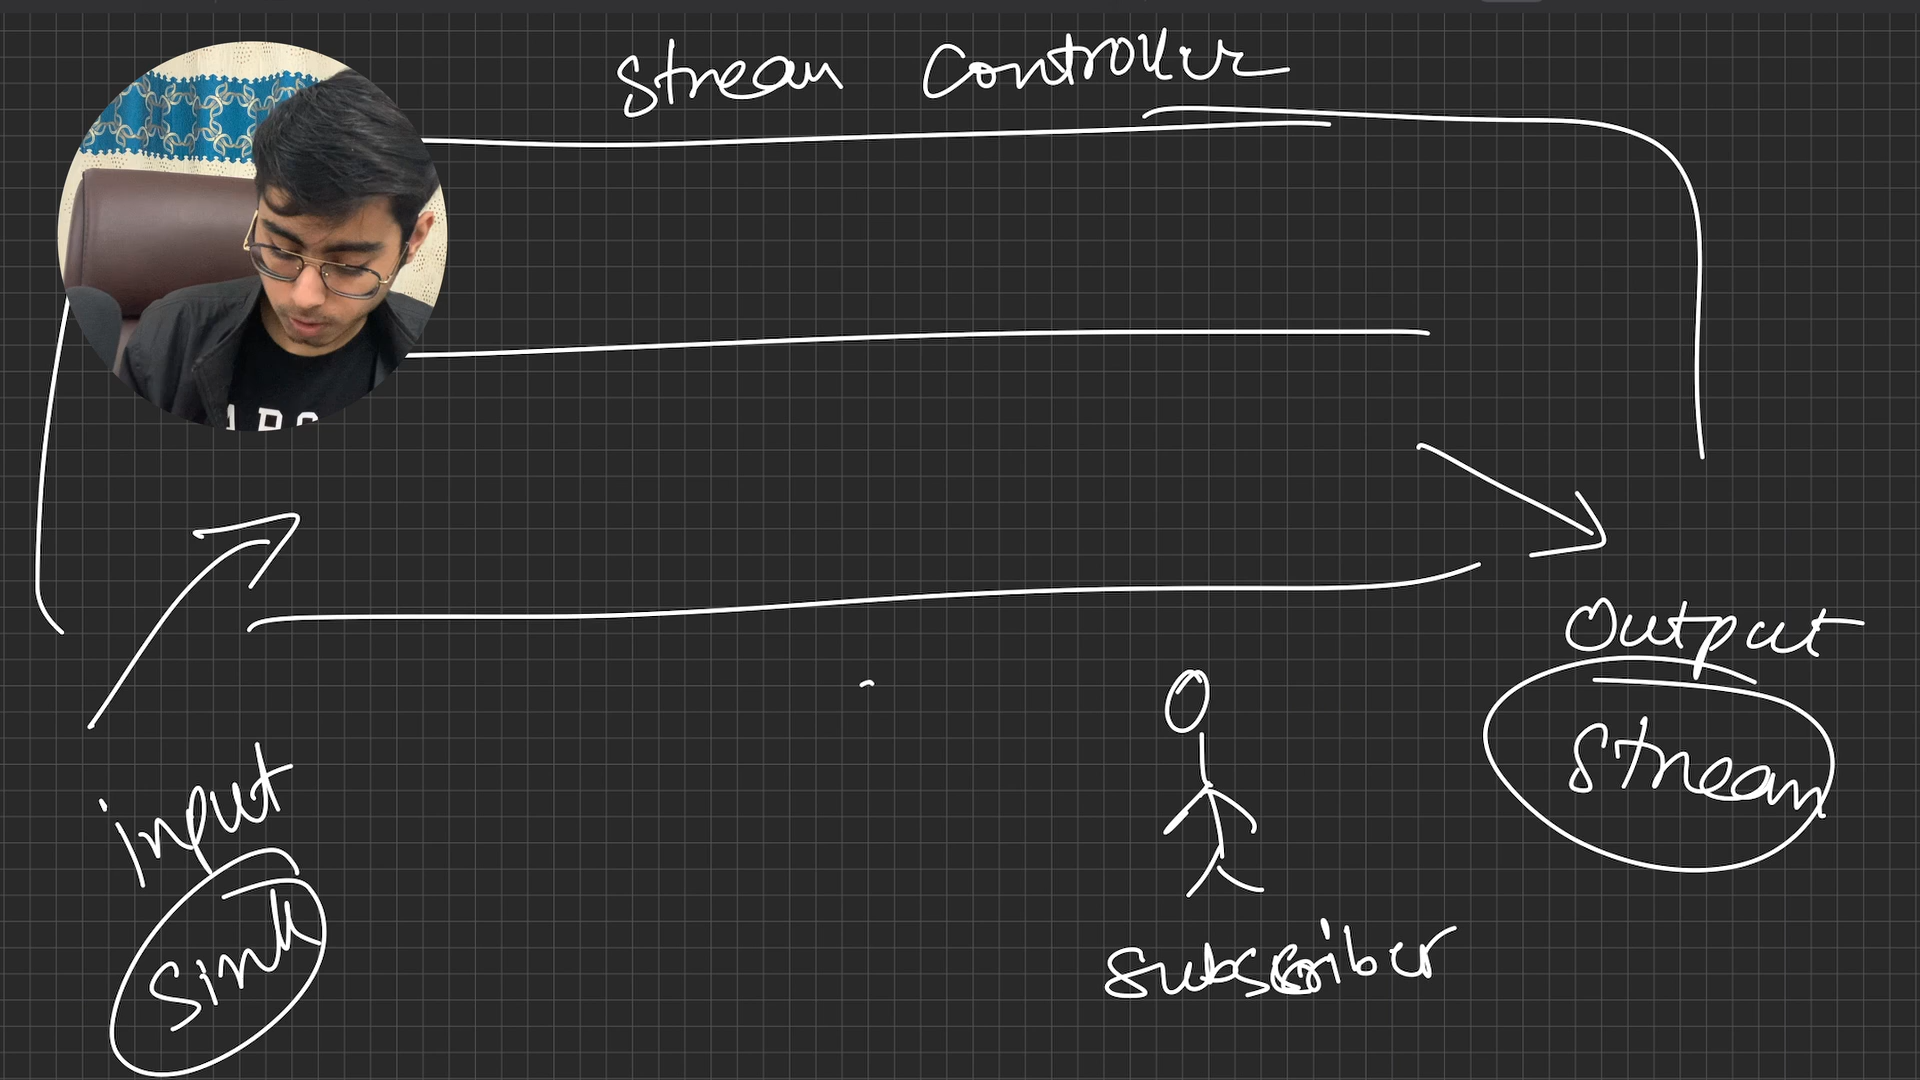 Stream Controller
Output
Stream
input
Sink
Subscriber